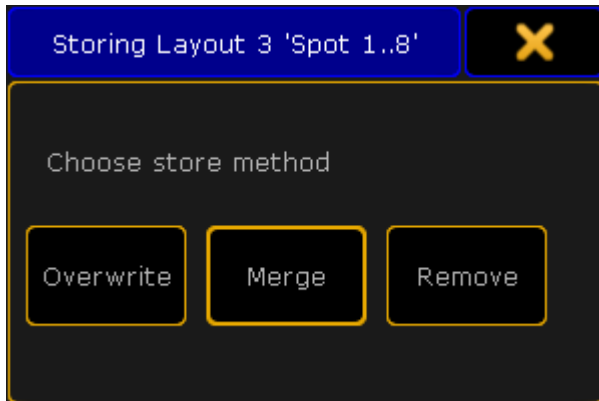 Storing Layout 3 'Spot 1..8'
Choose store method
Overwrite Merge Remove